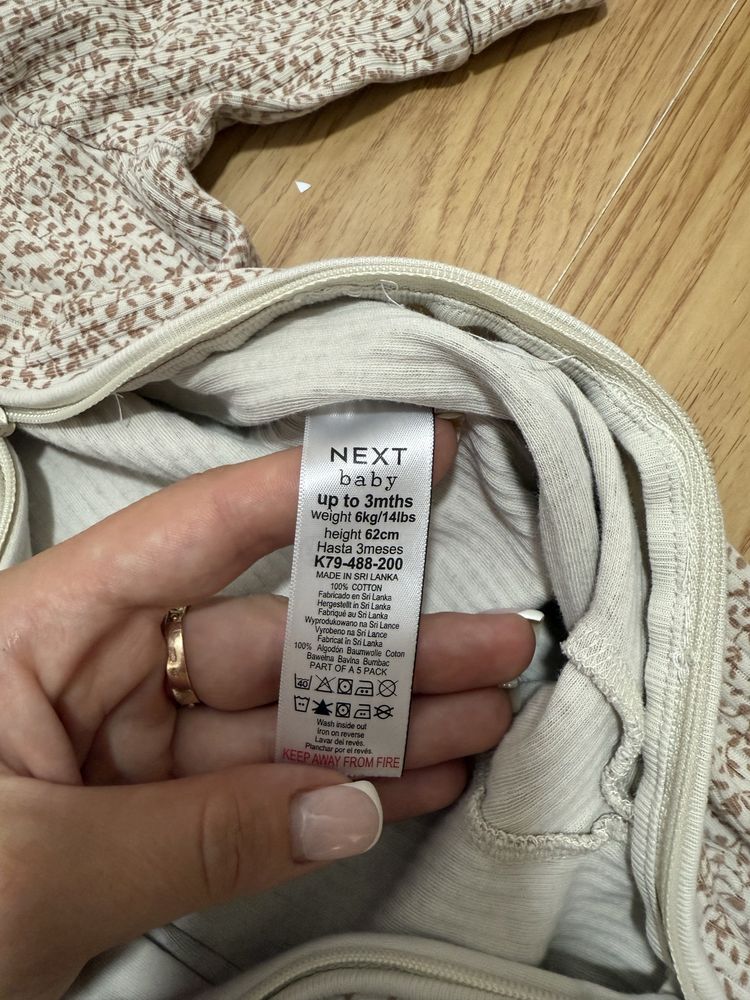 NEXT
baby
up to 3mths
weight 6kg/14lbs
height 62cm
Hasta 3meses
K79-488-200
MADE IN SRI LANKA
100% COTTON
Fabricado en Sri Lanka
Hergestellt in Sri Lanka
Fabriqué au Sri Lanka
Wyprodukowano na Sri Lance
Vyrobeno na Sri Lance
Fabricat în Sri Lanka
100% Algodón Baumwolle Coton
Bawełna Bavlna Bumbac
PART OF A 5 PACK
40
Wash inside out
Iron on reverse
Lavar del revés.
Planchar por el revés.
KEEP AWAY FROM FIRE